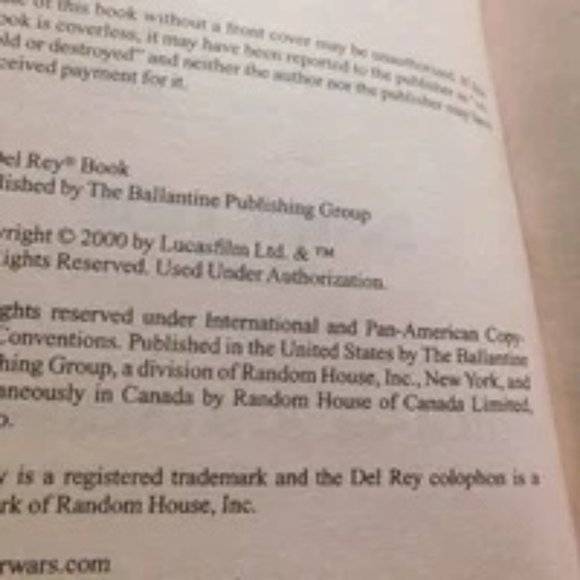 of this book without a front cover may be unauthorized. If
ook is coverless, it may have been reported to the publisher as
old or destroyed" and neither the author nor the publisher may have
ceived payment for it.
Del Rey® Book
lished by The Ballantine Publishing Group
yright © 2000 by Lucasfilm Ltd. & ™
ights Reserved. Used Under Authorization.
ghts reserved under International and Pan-American Copy-
Conventions. Published in the United States by The Ballantine
hing Group, a division of Random House, Inc., New York, and
aneously in Canada by Random House of Canada Limited,
o.
y is a registered trademark and the Del Rey colophon is a
rk of Random House, Inc.
rwars.com